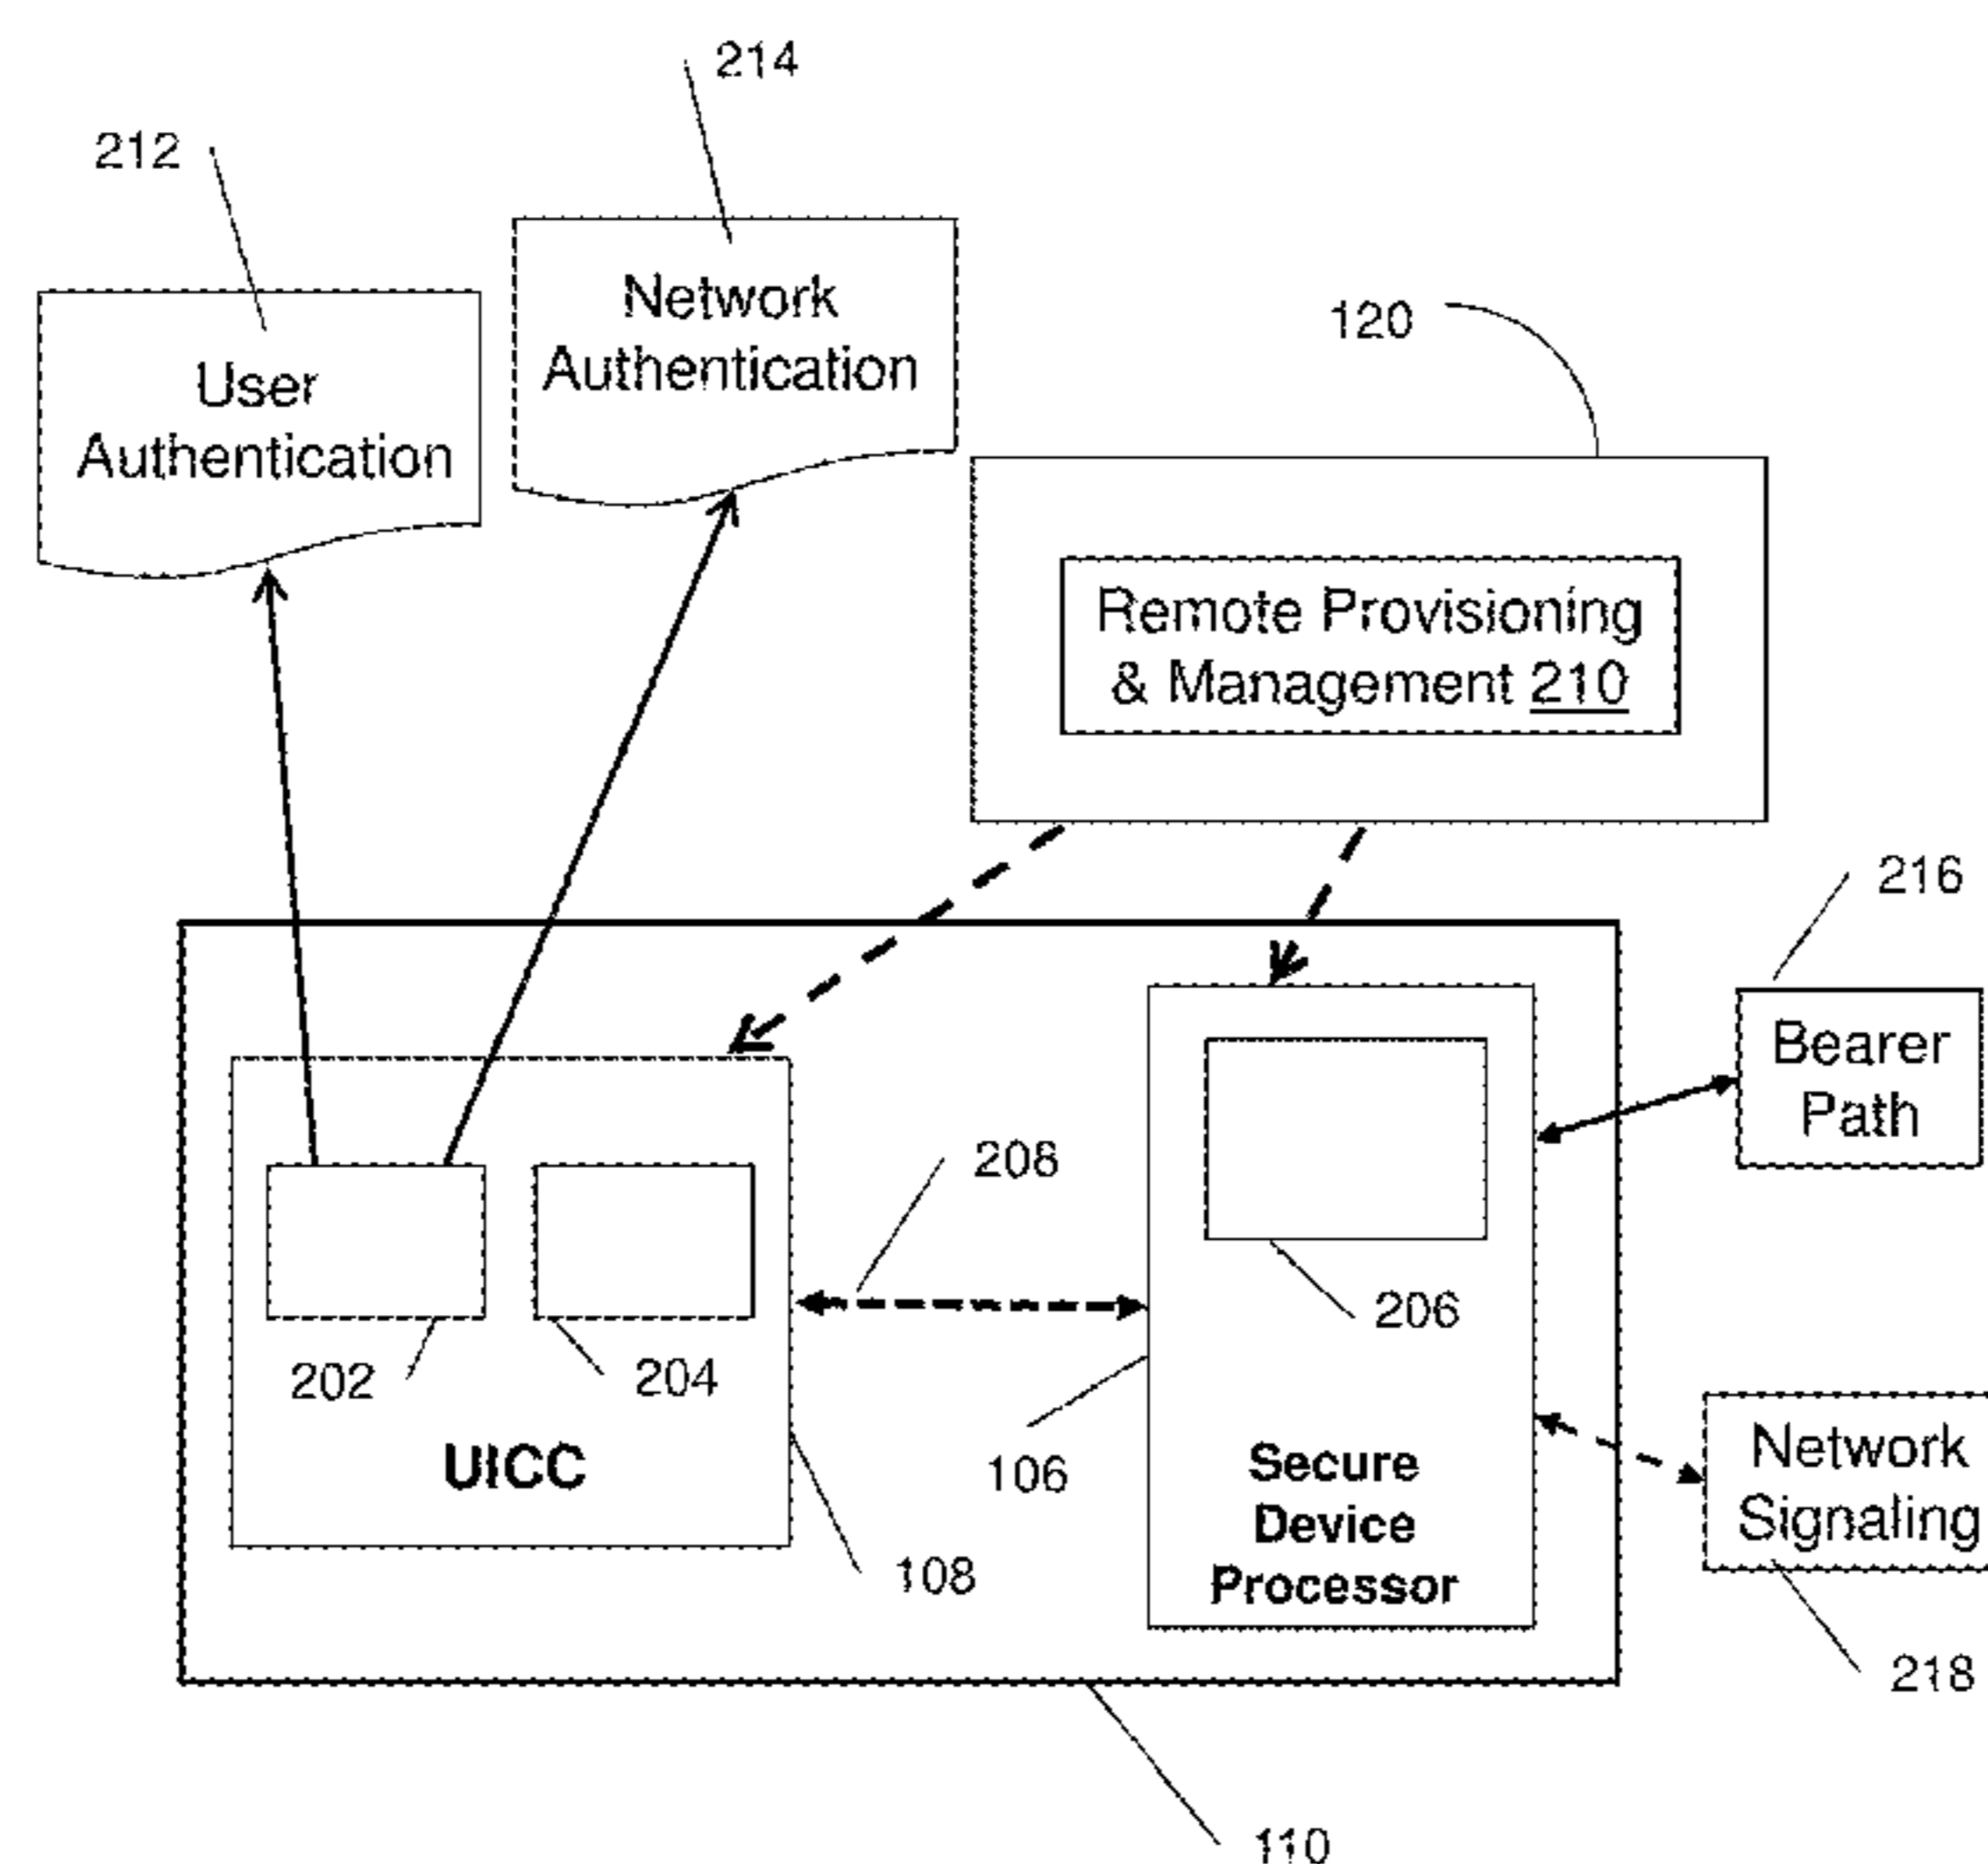 214
212
Network
Authentication
120
User
Authentication
Remote Provisioning
& Management 210
216
Bearer
Path
208
206
202
204
UICC
106
Secure
Device
Processor
Network
Signaling
108
218
110